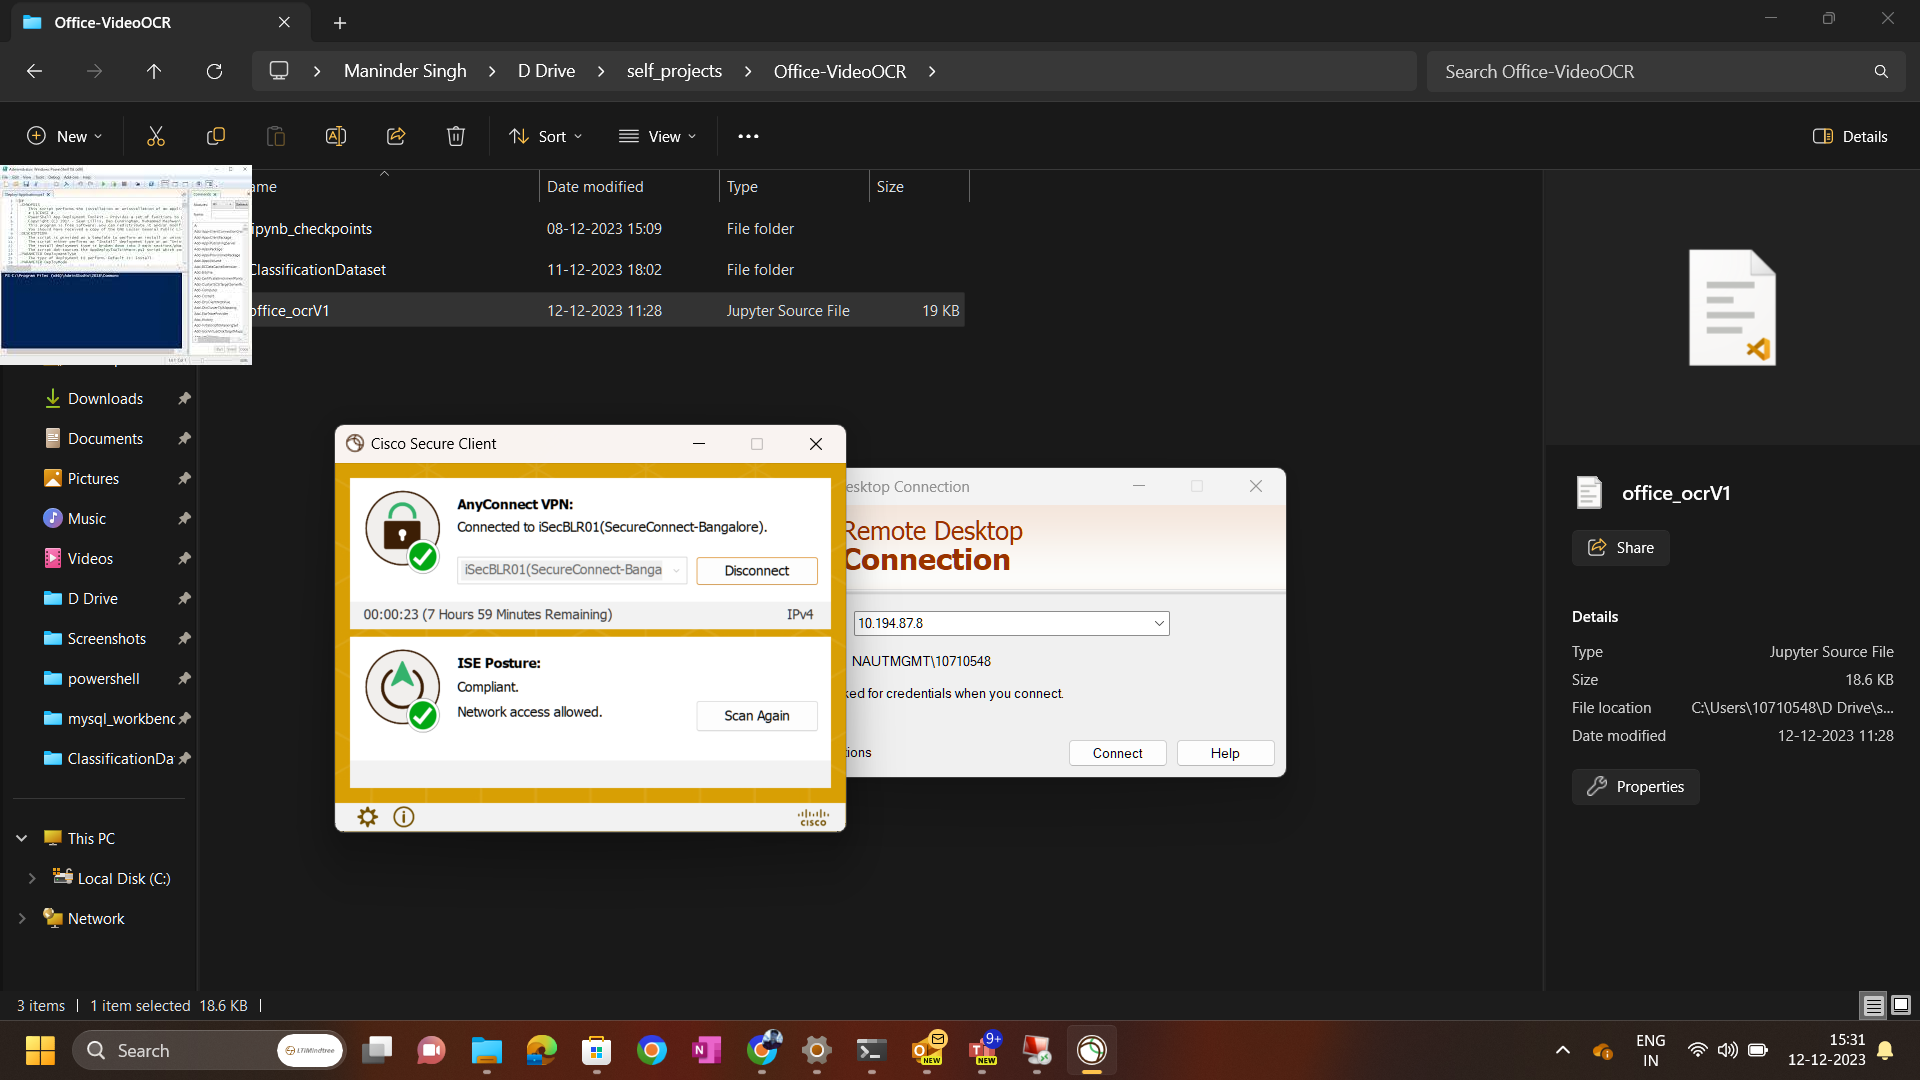 Office-VideoOCR
Maninder Singh > D Drive > self_projects > Office-VideoOCR >
Search Office-VideoOCR
New
Sort
View
Details
ame
Date modified
Type
Size
ipynb_checkpoints
08-12-2023 15:09
File folder
ClassificationDataset
11-12-2023 18:02
File folder
office_ocrV1
12-12-2023 11:28
Jupyter Source File
19 KB
Downloads
Documents
Pictures
Music
Videos
D Drive
Screenshots
powershell
mysql_workbenc
ClassificationDa
This PC
Local Disk (C:)
Network
Cisco Secure Client
AnyConnect VPN:
Connected to iSecBLR01(SecureConnect-Bangalore).
iSecBLR01(SecureConnect-Banga
Disconnect
00:00:23 (7 Hours 59 Minutes Remaining)
IPv4
ISE Posture:
Compliant.
Network access allowed.
Scan Again
cisco
esktop Connection
Remote Desktop
Connection
10.194.87.8
NAUTMGMT\10710548
ked for credentials when you connect.
tions
Connect
Help
office_ocrV1
Share
Details
Type
Jupyter Source File
Size
18.6 KB
File location
C:\Users\10710548\D Drive\s...
Date modified
12-12-2023 11:28
Properties
3 items
1 item selected 18.6 KB
Search
LTIMindtree
NEW
9+
NEW
ENG
IN
15:31
12-12-2023